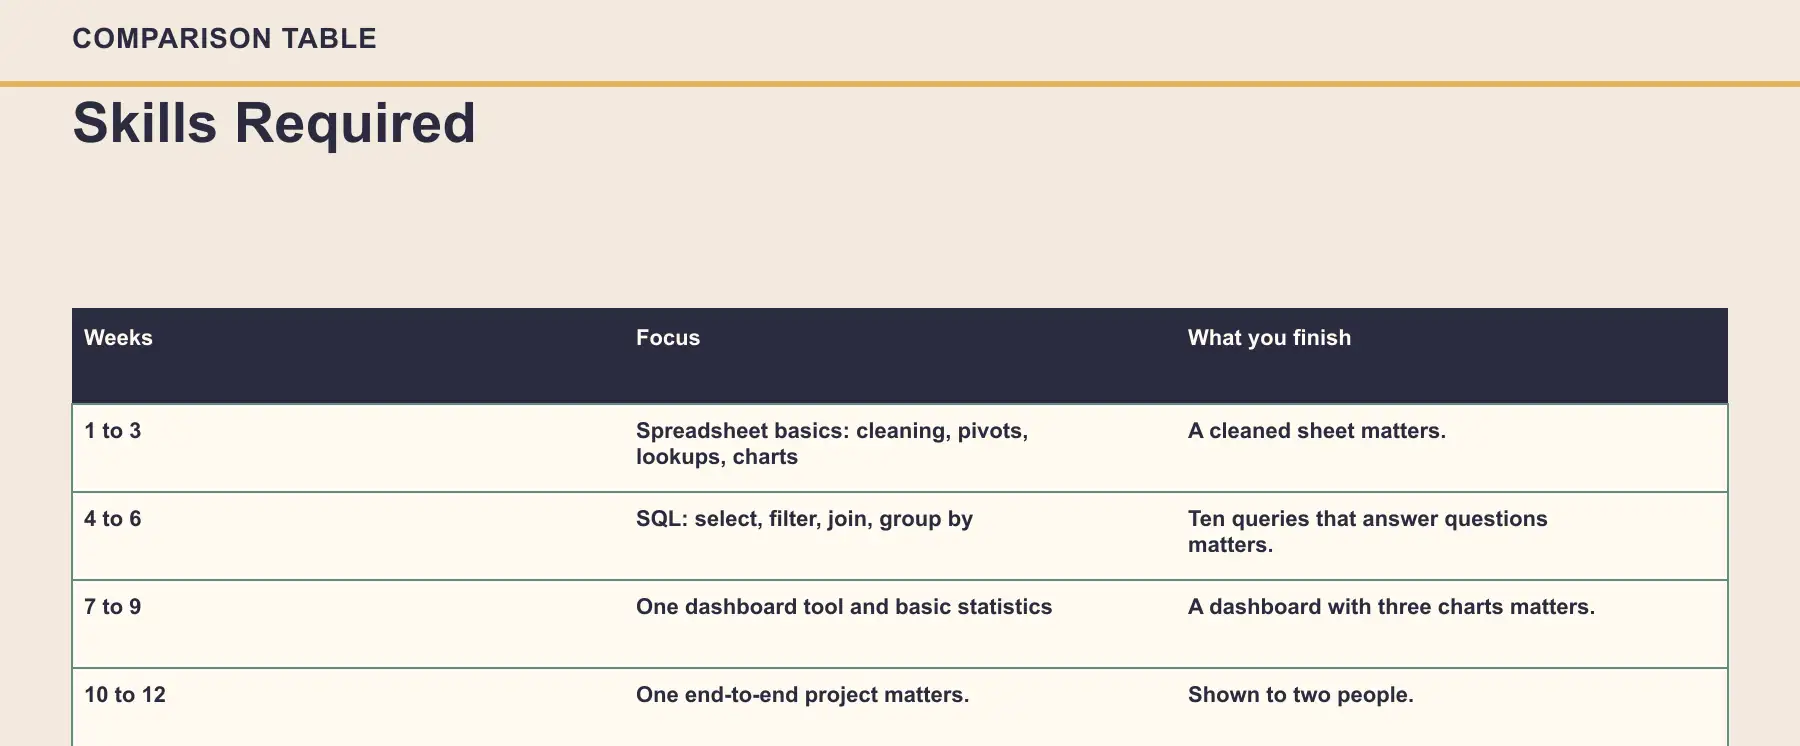 COMPARISON TABLE
Skills Required
Weeks
Focus
What you finish
1 to 3
Spreadsheet basics: cleaning, pivots,
lookups, charts
A cleaned sheet matters.
4 to 6
SQL: select, filter, join, group by
Ten queries that answer questions
matters.
7 to 9
One dashboard tool and basic statistics
A dashboard with three charts matters.
10 to 12
One end-to-end project matters.
Shown to two people.